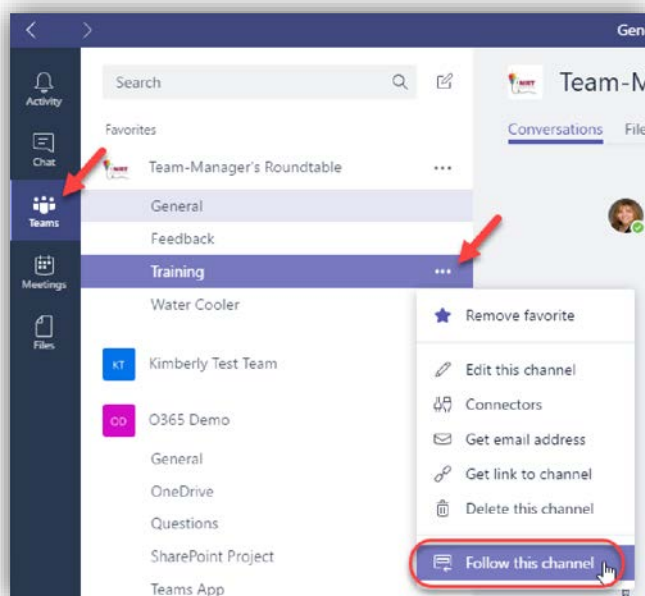 Gen
Activity
Search
Team-M
Favorites
Conversations File
Chat
Team-Manager's Roundtable
General
Teams
Feedback
Training
Meetings
Water Cooler
Remove favorite
Files
KT Kimberly Test Team
Edit this channel
Connectors
OD O365 Demo
Get email address
General
Get link to channel
OneDrive
Delete this channel
Questions
SharePoint Project
Follow this channel
Teams App